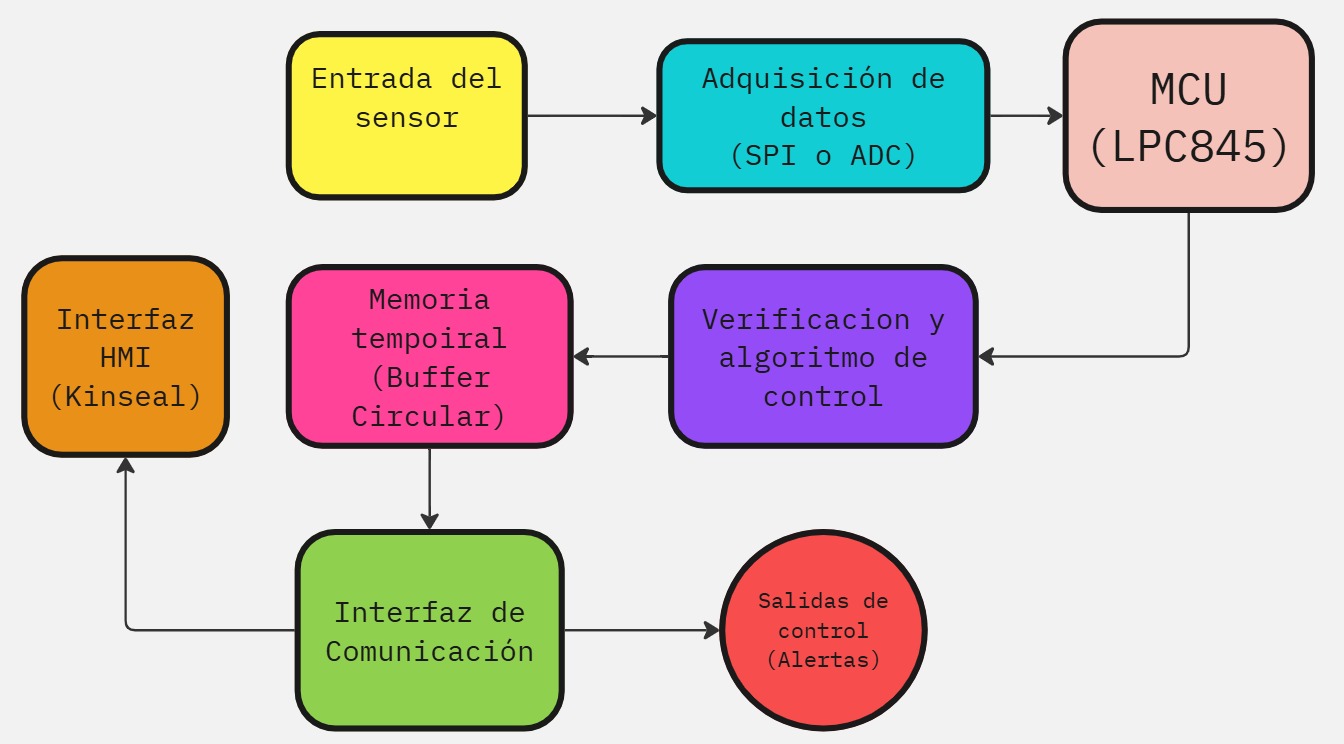 Entrada del
sensor
Adquisición de
datos
(SPI o ADC)
MCU
(LPC845)
Interfaz
HMI
(Kinseal)
Memoria
tempoiral
(Buffer
Circular)
Verificacion y
algoritmo de
control
Interfaz de
Comunicación
Salidas de
control
(Alertas)